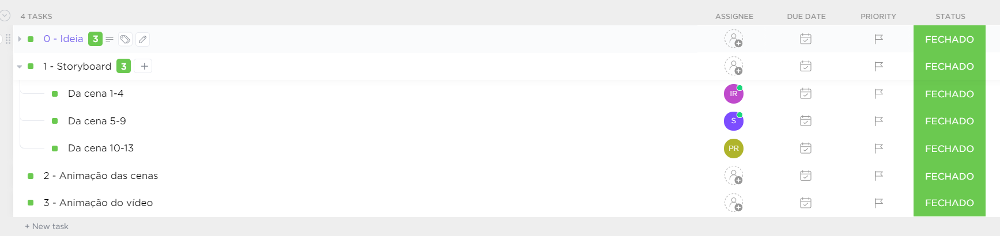 4 TASKS ASSIGNEE DUE DATE PRIORITY STATUS
0 - Ideia 3 FECHADO
1 - Storyboard 3 + FECHADO
Da cena 1-4 IR FECHADO
Da cena 5-9 S FECHADO
Da cena 10-13 PR FECHADO
2 - Animação das cenas FECHADO
3 - Animação do vídeo FECHADO
+ New task